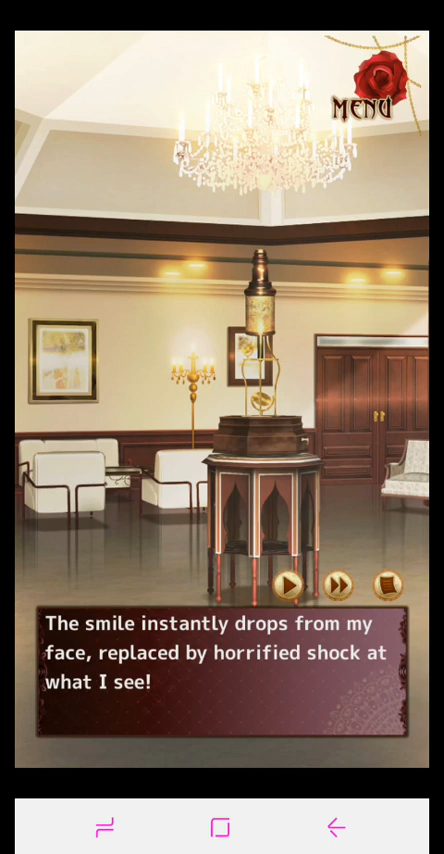 MENU
The smile instantly drops from my
face, replaced by horrified shock at
what I see!